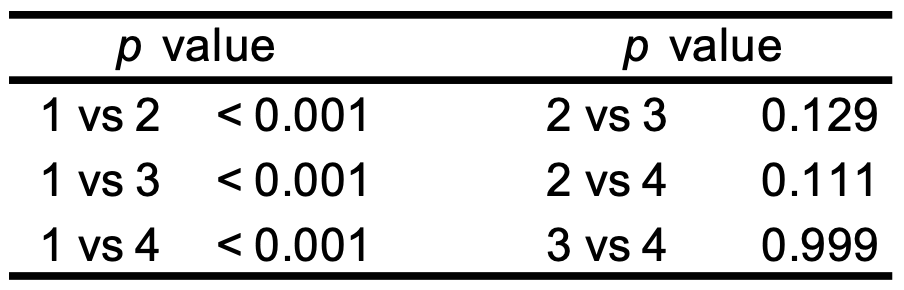 p value p value
1 vs 2 < 0.001 2 vs 3 0.129
1 vs 3 < 0.001 2 vs 4 0.111
1 vs 4 < 0.001 3 vs 4 0.999